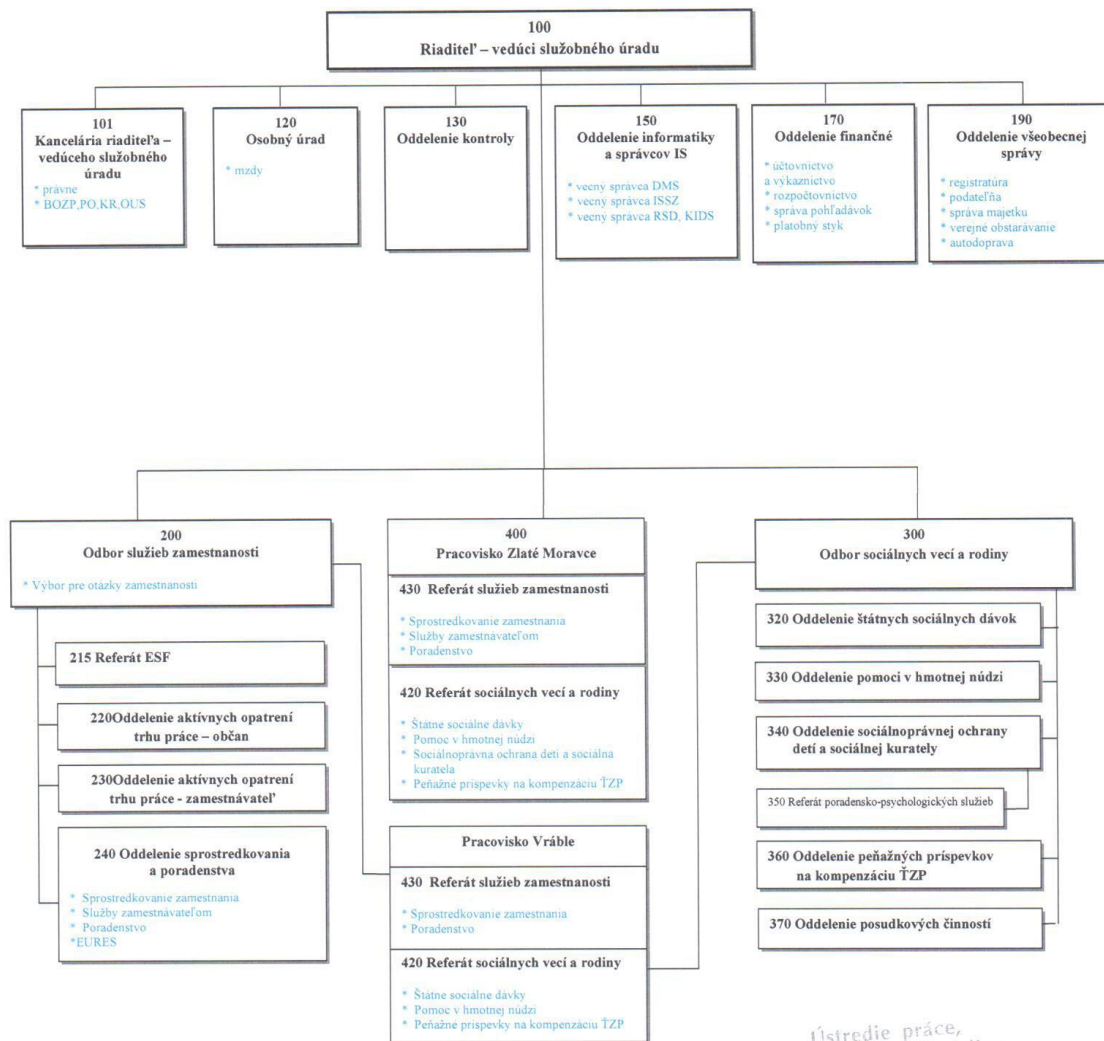 100
Riaditeľ – vedúci služobného úradu
101
Kancelária riaditeľa –
vedúceho služobného
úradu
* právne
* BOZP,PO,KR,OUS
120
Osobný úrad
* mzdy
130
Oddelenie kontroly
150
Oddelenie informatiky
a správcov IS
* vecný správca DMS
* vecný správca ISSZ
* vecný správca RSD, KIDS
170
Oddelenie finančné
* účtovníctvo
a výkazníctvo
* rozpočtovníctvo
* správa pohľadávok
* platobný styk
190
Oddelenie všeobecnej
správy
* registratúra
* podateľňa
* správa majetku
* verejné obstarávanie
* autodoprava
200
Odbor služieb zamestnanosti
* Výbor pre otázky zamestnanosti
215 Referát ESF
220Oddelenie aktívnych opatrení
trhu práce – občan
230Oddelenie aktívnych opatrení
trhu práce - zamestnávateľ
240 Oddelenie sprostredkovania
a poradenstva
* Sprostredkovanie zamestnania
* Služby zamestnávateľom
* Poradenstvo
*EURES
400
Pracovisko Zlaté Moravce
430 Referát služieb zamestnanosti
* Sprostredkovanie zamestnania
* Služby zamestnávateľom
* Poradenstvo
420 Referát sociálnych vecí a rodiny
* Štátne sociálne dávky
* Pomoc v hmotnej núdzi
* Sociálnoprávna ochrana detí a sociálna
kuratela
* Peňažné príspevky na kompenzáciu ŤZP
Pracovisko Vráble
430 Referát služieb zamestnanosti
* Sprostredkovanie zamestnania
* Poradenstvo
420 Referát sociálnych vecí a rodiny
* Štátne sociálne dávky
* Pomoc v hmotnej núdzi
* Peňažné príspevky na kompenzáciu ŤZP
300
Odbor sociálnych vecí a rodiny
320 Oddelenie štátnych sociálnych dávok
330 Oddelenie pomoci v hmotnej núdzi
340 Oddelenie sociálnoprávnej ochrany
detí a sociálnej kurately
350 Referát poradensko-psychologických služieb
360 Oddelenie peňažných príspevkov
na kompenzáciu ŤZP
370 Oddelenie posudkových činností
Ústredie práce,